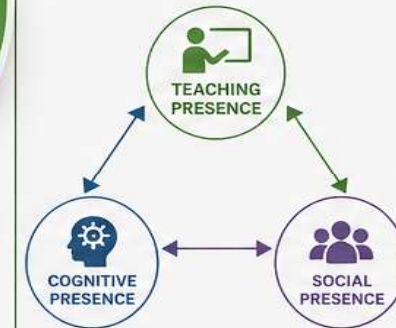 TEACHING
PRESENCE
COGNITIVE
PRESENCE
SOCIAL
PRESENCE